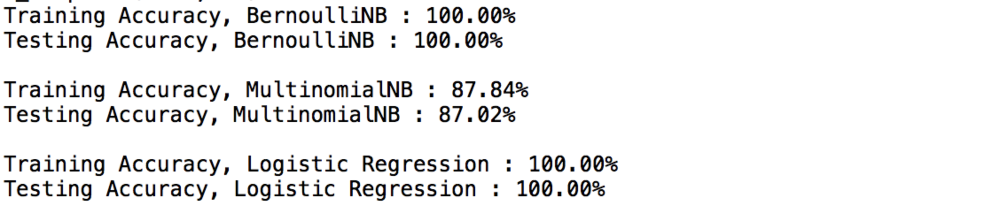 Training Accuracy, BernoulliNB : 100.00%
Testing Accuracy, BernoulliNB : 100.00%
Training Accuracy, MultinomialNB : 87.84%
Testing Accuracy, MultinomialNB : 87.02%
Training Accuracy, Logistic Regression : 100.00%
Testing Accuracy, Logistic Regression : 100.00%